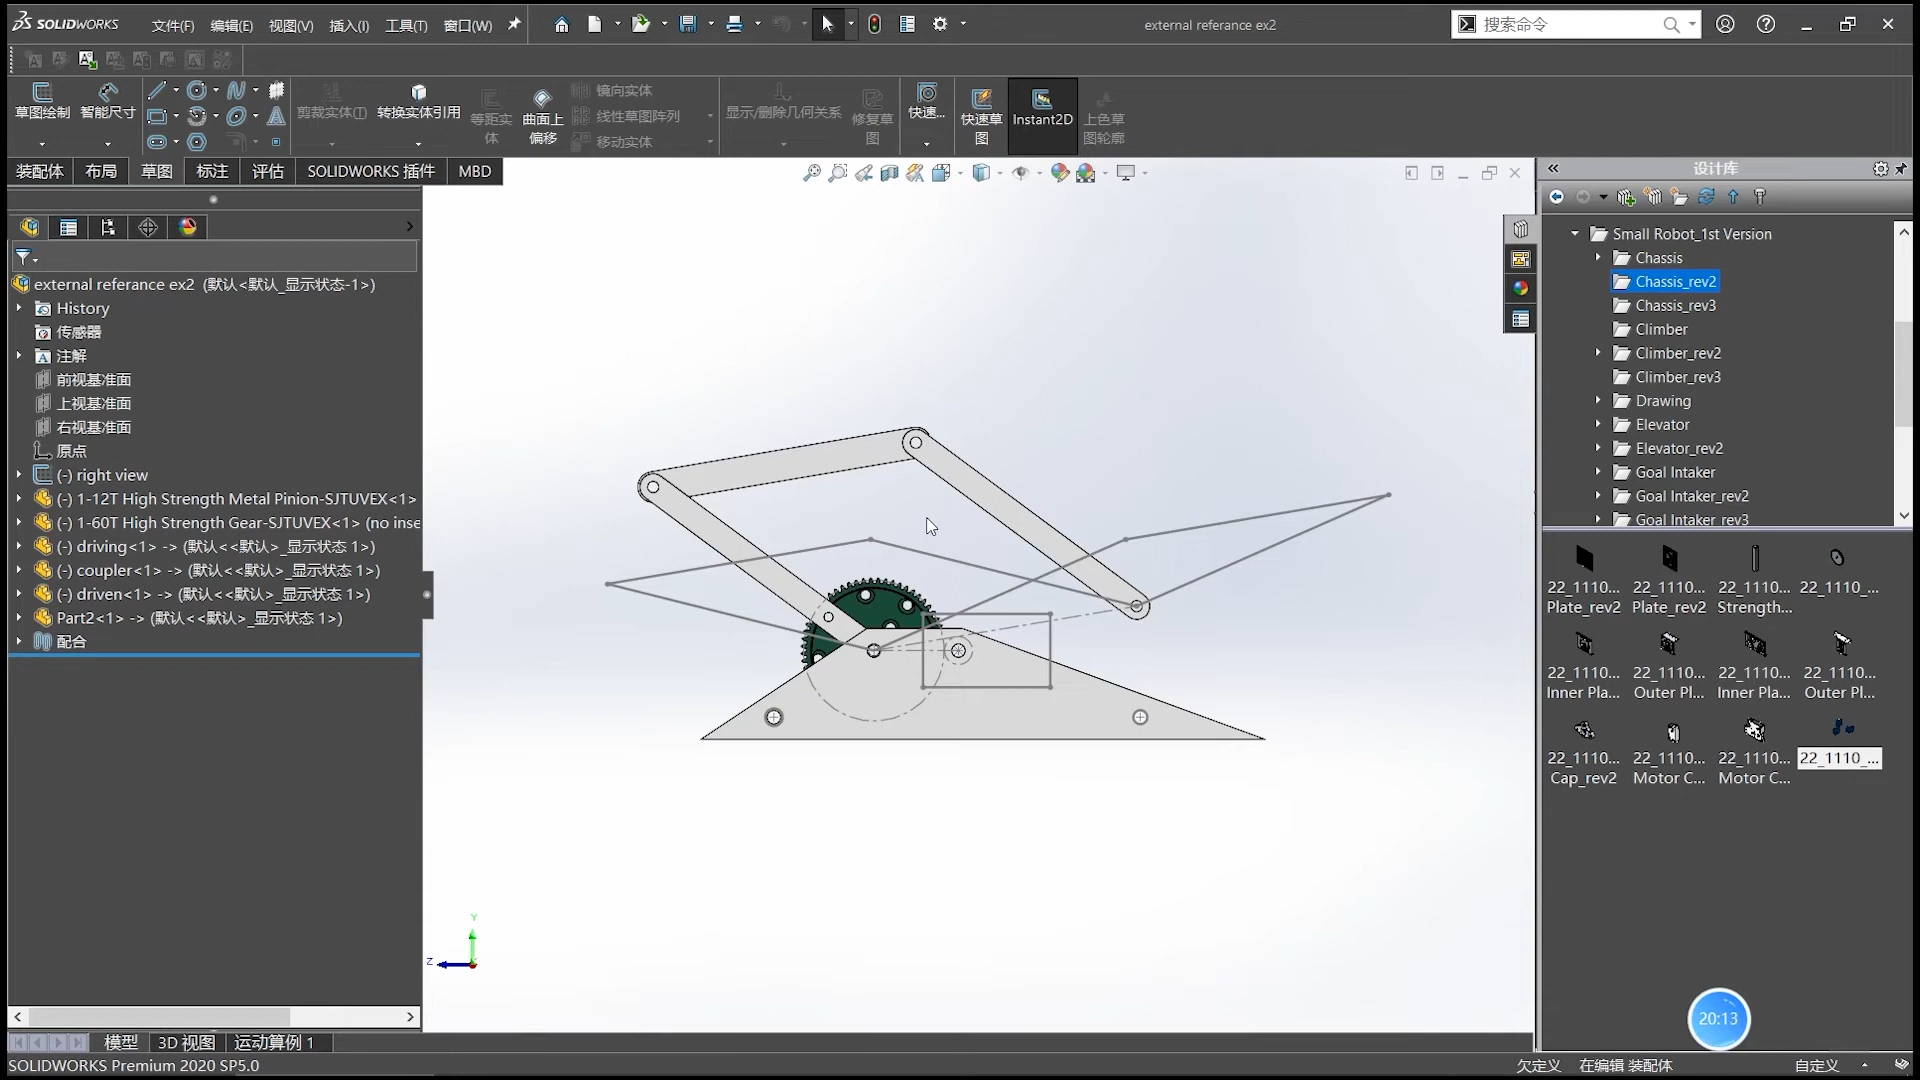 SOLIDWORKS 文件(F) 编辑(E) 视图(V) 插入(I) 工具(T) 窗口(W) external referance ex2 搜索命令
草图绘制 智能尺寸 剪裁实体(T) 转换实体引用 等距实体 曲面上偏移 镜向实体 线性草图阵列 移动实体 显示/删除几何关系 修复草图 快速... 快速草图 Instant2D 上色草图轮廓
装配体 布局 草图 标注 评估 SOLIDWORKS 插件 MBD
external referance ex2 (默认<默认_显示状态-1>)
History
传感器
注解
前视基准面
上视基准面
右视基准面
原点
(-) right view
(-) 1-12T High Strength Metal Pinion-SJTUVEX<1>
(-) 1-60T High Strength Gear-SJTUVEX<1> (no inse
(-) driving<1> -> (默认<<默认>_显示状态 1>)
(-) coupler<1> -> (默认<<默认>_显示状态 1>)
(-) driven<1> -> (默认<<默认>_显示状态 1>)
Part2<1> -> (默认<<默认>_显示状态 1>)
配合
Y
Z
设计库
Small Robot_1st Version
Chassis
Chassis_rev2
Chassis_rev3
Climber
Climber_rev2
Climber_rev3
Drawing
Elevator
Elevator_rev2
Goal Intaker
Goal Intaker_rev2
Goal Intaker_rev3
22_1110... 22_1110... 22_1110... 22_1110_...
Plate_rev2 Plate_rev2 Strength...
22_1110... 22_1110... 22_1110... 22_1110...
Inner Pla... Outer Pl... Inner Pla... Outer Pl...
22_1110... 22_1110... 22_1110... 22_1110_...
Cap_rev2 Motor C... Motor C...
20:13
模型 3D 视图 运动算例 1
SOLIDWORKS Premium 2020 SP5.0 欠定义 在编辑 装配体 自定义